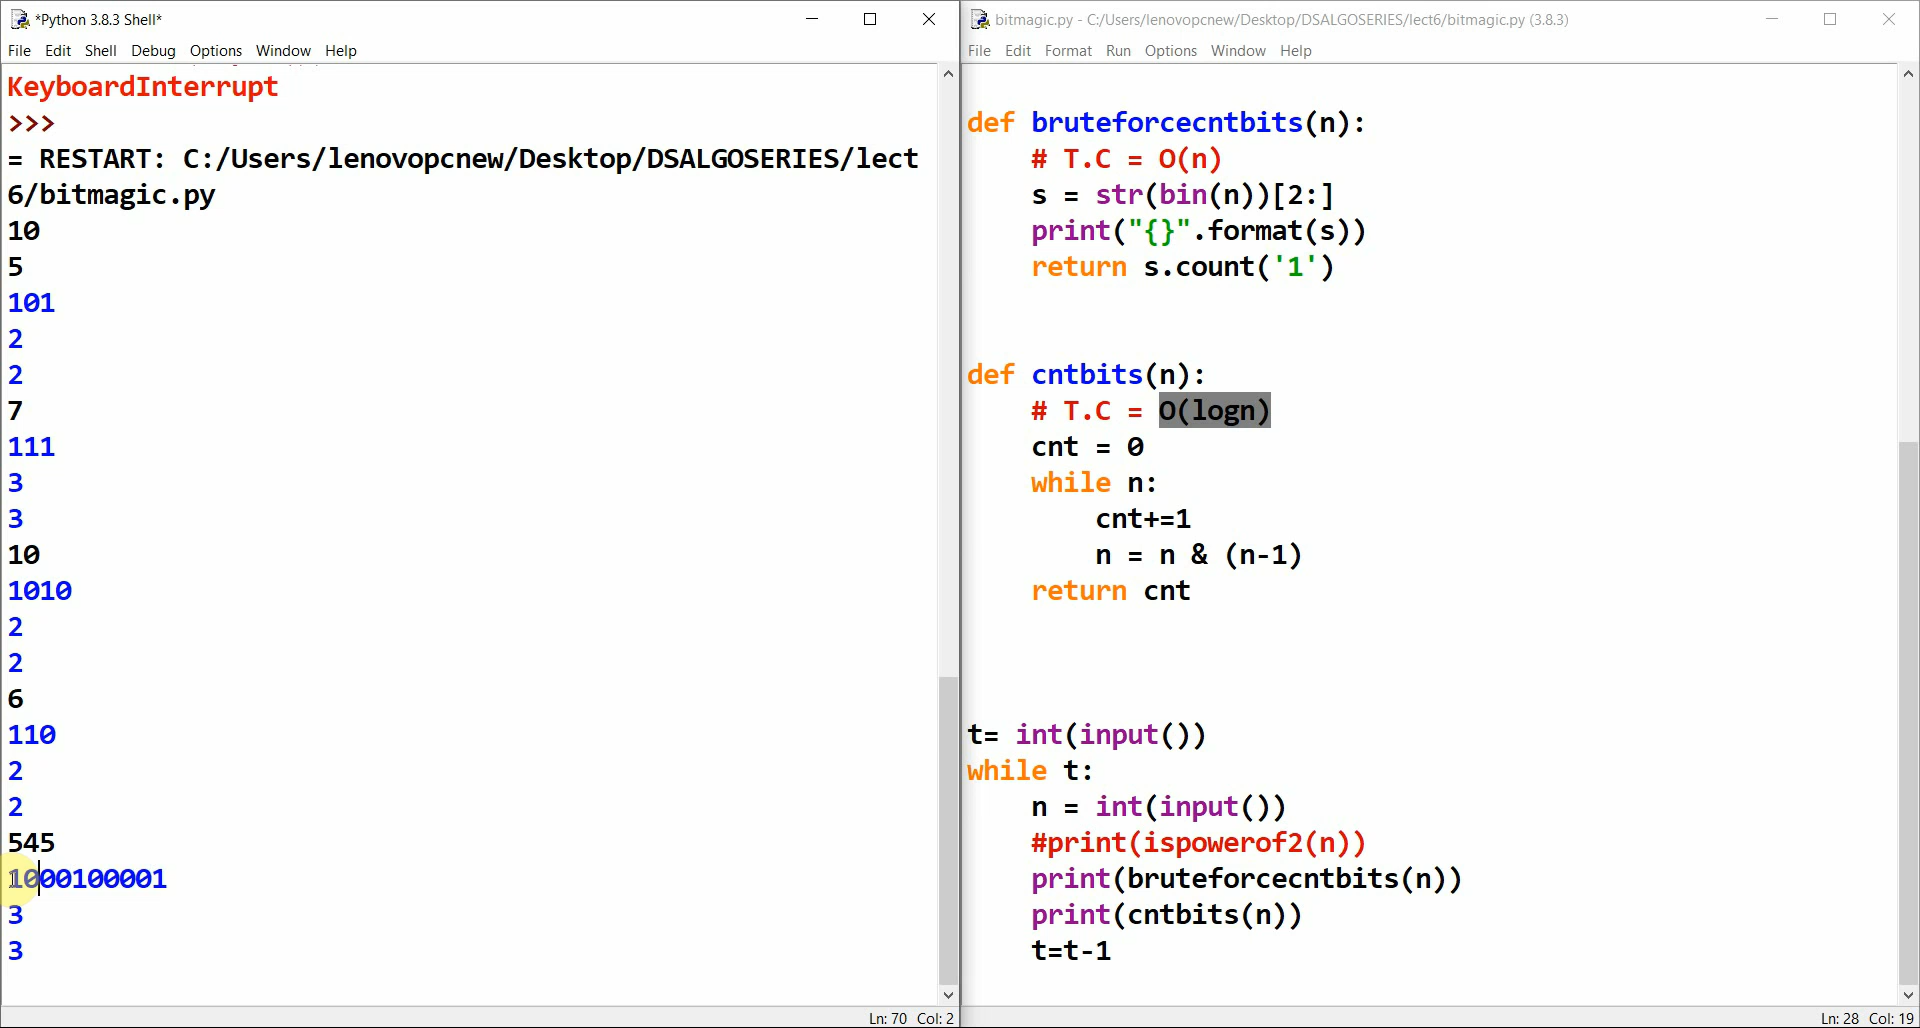 *Python 3.8.3 Shell*
File Edit Shell Debug Options Window Help
KeyboardInterrupt
>>>
= RESTART: C:/Users/lenovopcnew/Desktop/DSALGOSERIES/lect
6/bitmagic.py
10
5
101
2
2
7
111
3
3
10
1010
2
2
6
110
2
2
545
1000100001
3
3
Ln: 70 Col: 2
bitmagic.py - C:/Users/lenovopcnew/Desktop/DSALGOSERIES/lect6/bitmagic.py (3.8.3)
File Edit Format Run Options Window Help
def bruteforcecntbits(n):
    # T.C = O(n)
    s = str(bin(n))[2:]
    print("{}".format(s))
    return s.count('1')
def cntbits(n):
    # T.C = O(logn)
    cnt = 0
    while n:
        cnt+=1
        n = n & (n-1)
    return cnt
t= int(input())
while t:
    n = int(input())
    #print(ispowerof2(n))
    print(bruteforcecntbits(n))
    print(cntbits(n))
    t=t-1
Ln: 28 Col: 19